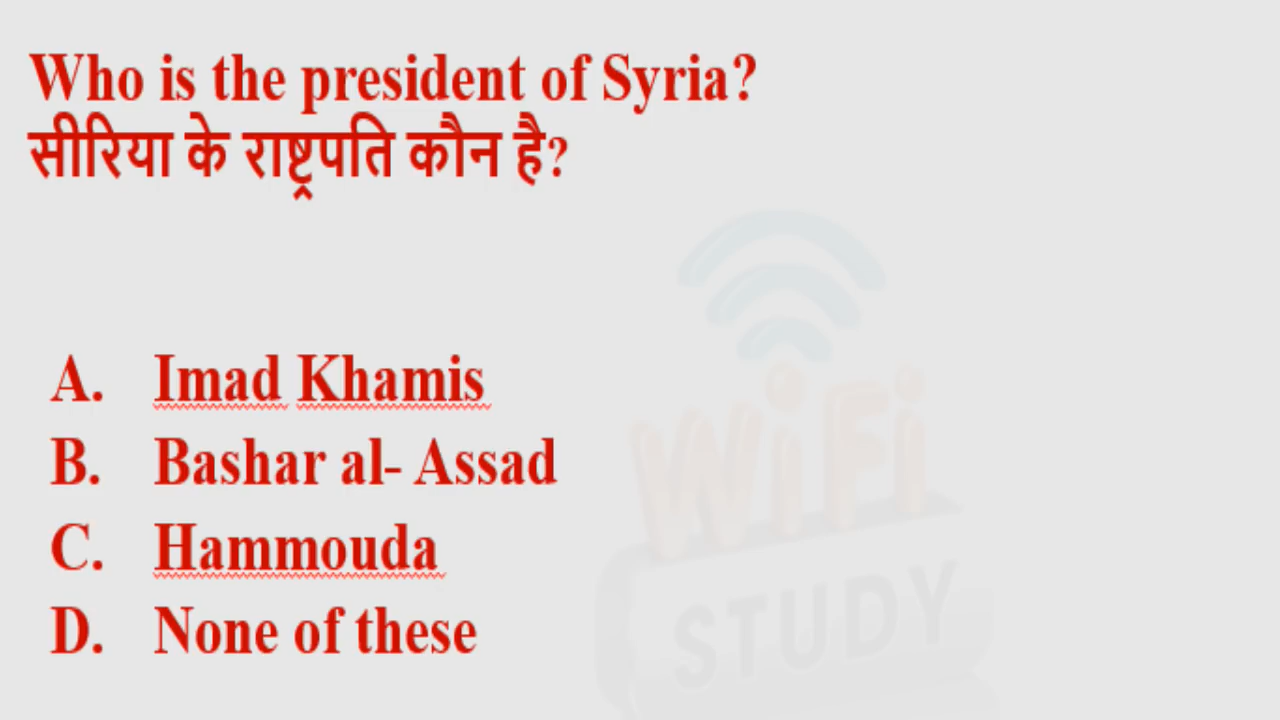 Who is the president of Syria?
सीरिया के राष्ट्रपति कौन है?
A. Imad Khamis
B. Bashar al- Assad
C. Hammouda
D. None of these
WiFi
STUDY